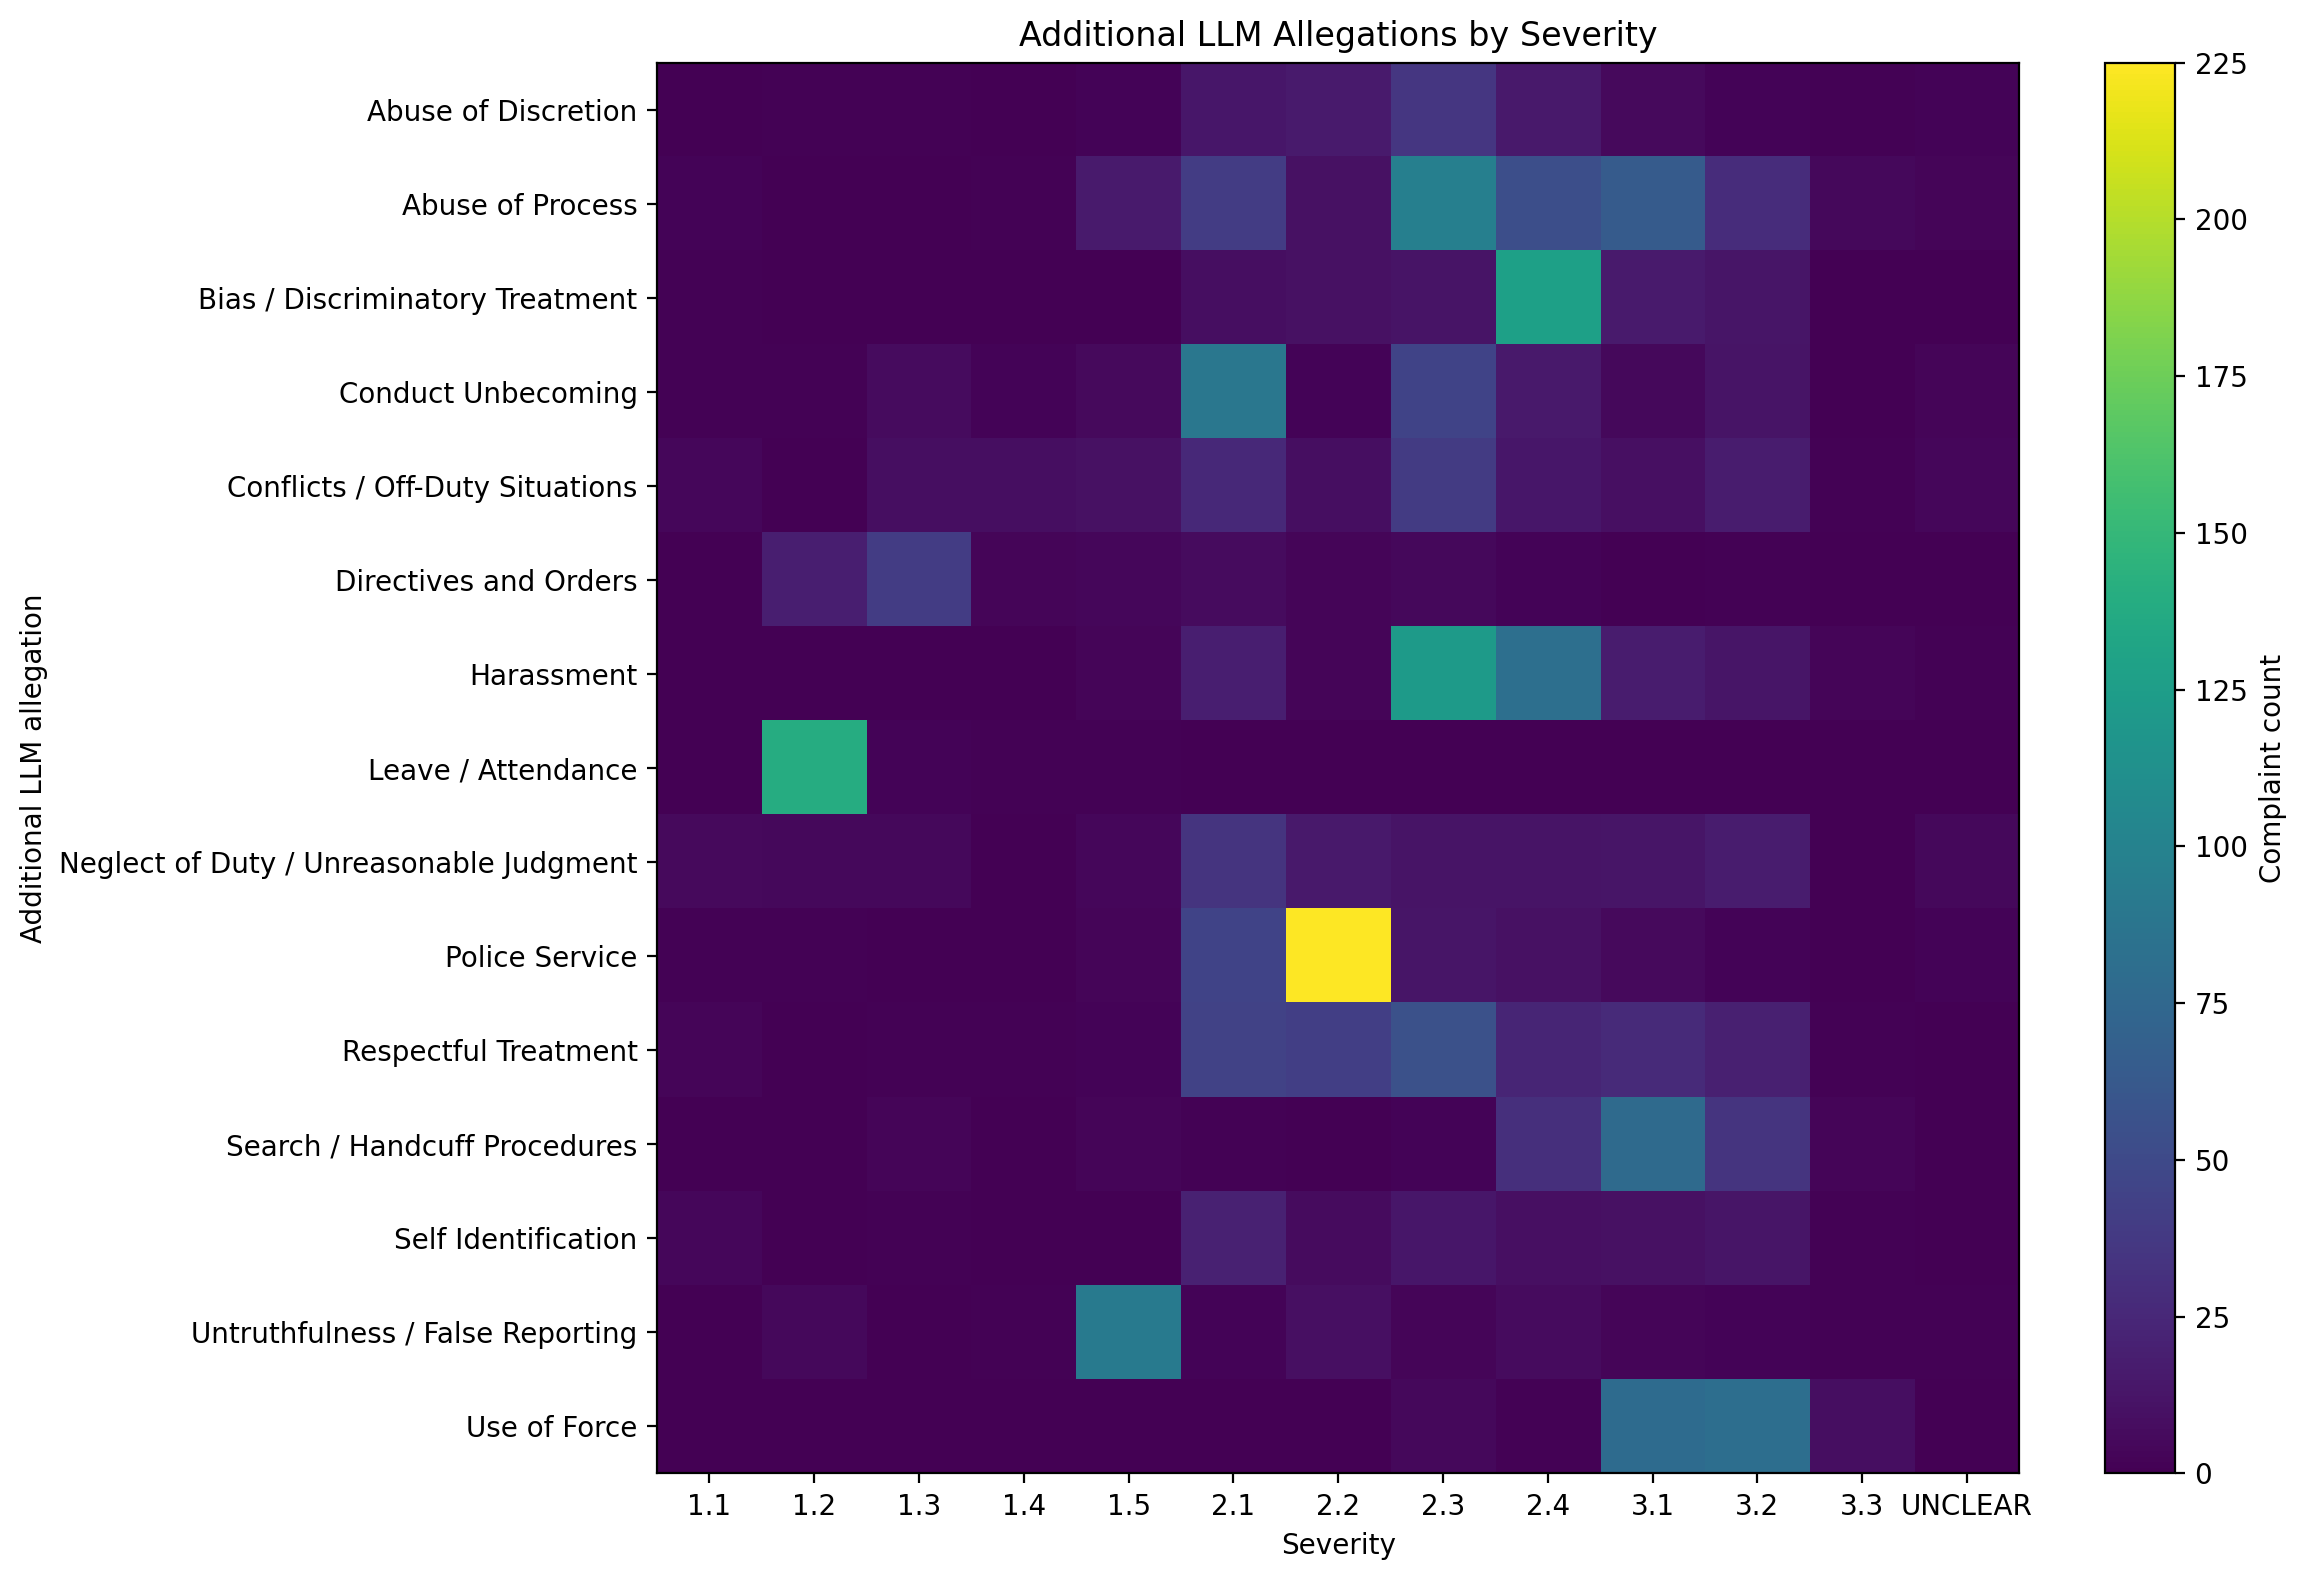 Additional LLM Allegations by Severity
Additional LLM allegation
Abuse of Discretion
Abuse of Process
Bias / Discriminatory Treatment
Conduct Unbecoming
Conflicts / Off-Duty Situations
Directives and Orders
Harassment
Leave / Attendance
Neglect of Duty / Unreasonable Judgment
Police Service
Respectful Treatment
Search / Handcuff Procedures
Self Identification
Untruthfulness / False Reporting
Use of Force
1.1 1.2 1.3 1.4 1.5 2.1 2.2 2.3 2.4 3.1 3.2 3.3 UNCLEAR
Severity
225
200
175
150
125
100
75
50
25
0
Complaint count